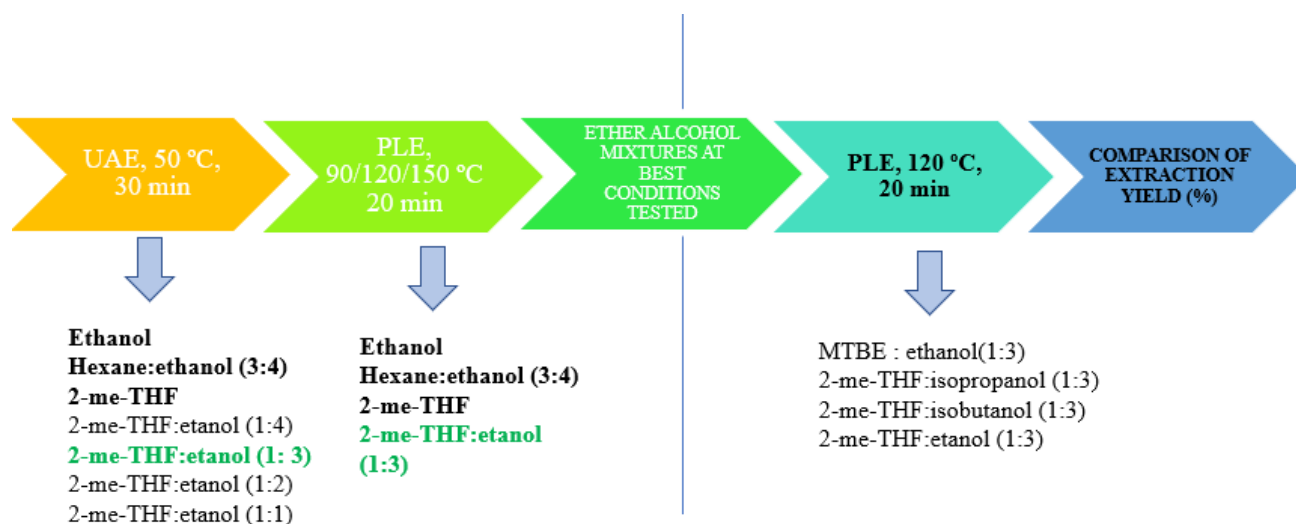 UAE, 50 ºC,
30 min
PLE,
90/120/150 ºC
20 min
ETHER ALCOHOL
MIXTURES AT
BEST
CONDITIONS
TESTED
PLE, 120 ºC,
20 min
COMPARISON OF
EXTRACTION
YIELD (%)
Ethanol
Hexane:ethanol (3:4)
2-me-THF
2-me-THF:etanol (1:4)
2-me-THF:etanol (1: 3)
2-me-THF:etanol (1:2)
2-me-THF:etanol (1:1)
Ethanol
Hexane:ethanol (3:4)
2-me-THF
2-me-THF:etanol
(1:3)
MTBE : ethanol(1:3)
2-me-THF:isopropanol (1:3)
2-me-THF:isobutanol (1:3)
2-me-THF:etanol (1:3)